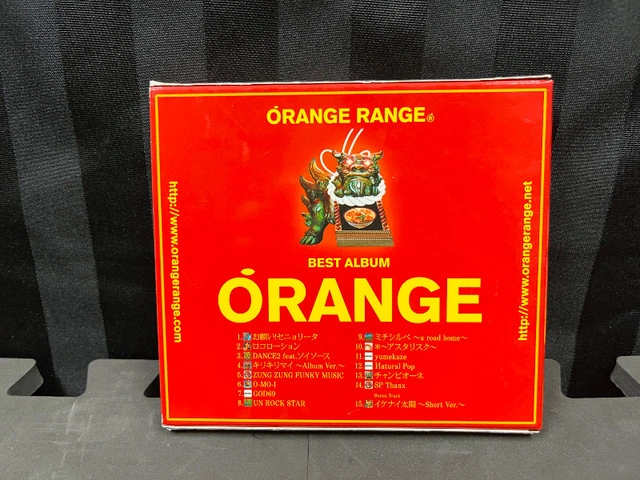 ÓRANGE RANGE®
http://www.orangerange.com
http://www.orangerange.net
BEST ALBUM
ÓRANGE
1. お願い!セニョリータ
2. ロコローション
3. DANCE2 feat.ソイソース
4. キリキリマイ 〜Album Ver.〜
5. ZUNG ZUNG FUNKY MUSIC
6. O-MO-I
7. GOD69
8. UN ROCK STAR
9. ミチシルベ 〜a road home〜
10. ＊〜アスタリスク〜
11. yumekaze
12. Natural Pop
13. チャンピオーネ
14. SP Thanx
Bonus Track
15. イケナイ太陽 〜Short Ver.〜